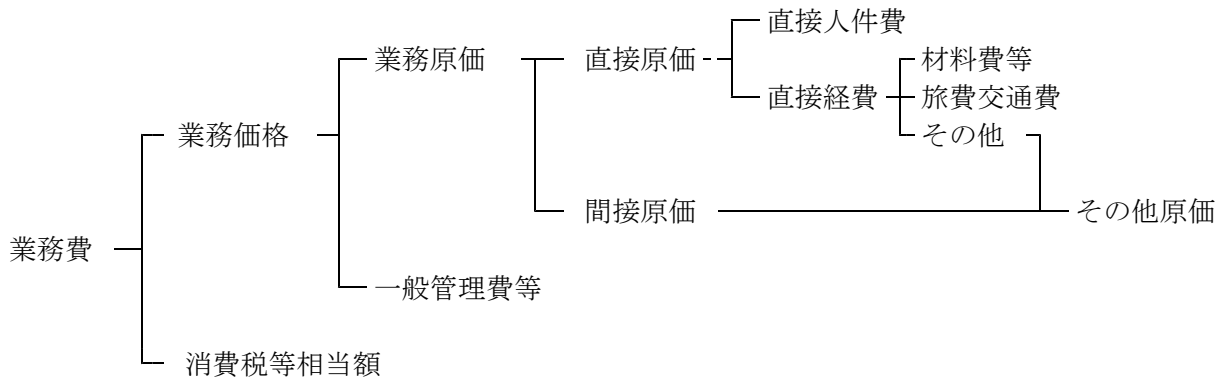 直接人件費
業務原価
直接原価
材料費等
直接経費
旅費交通費
業務価格
その他
間接原価
その他原価
業務費
一般管理費等
消費税等相当額